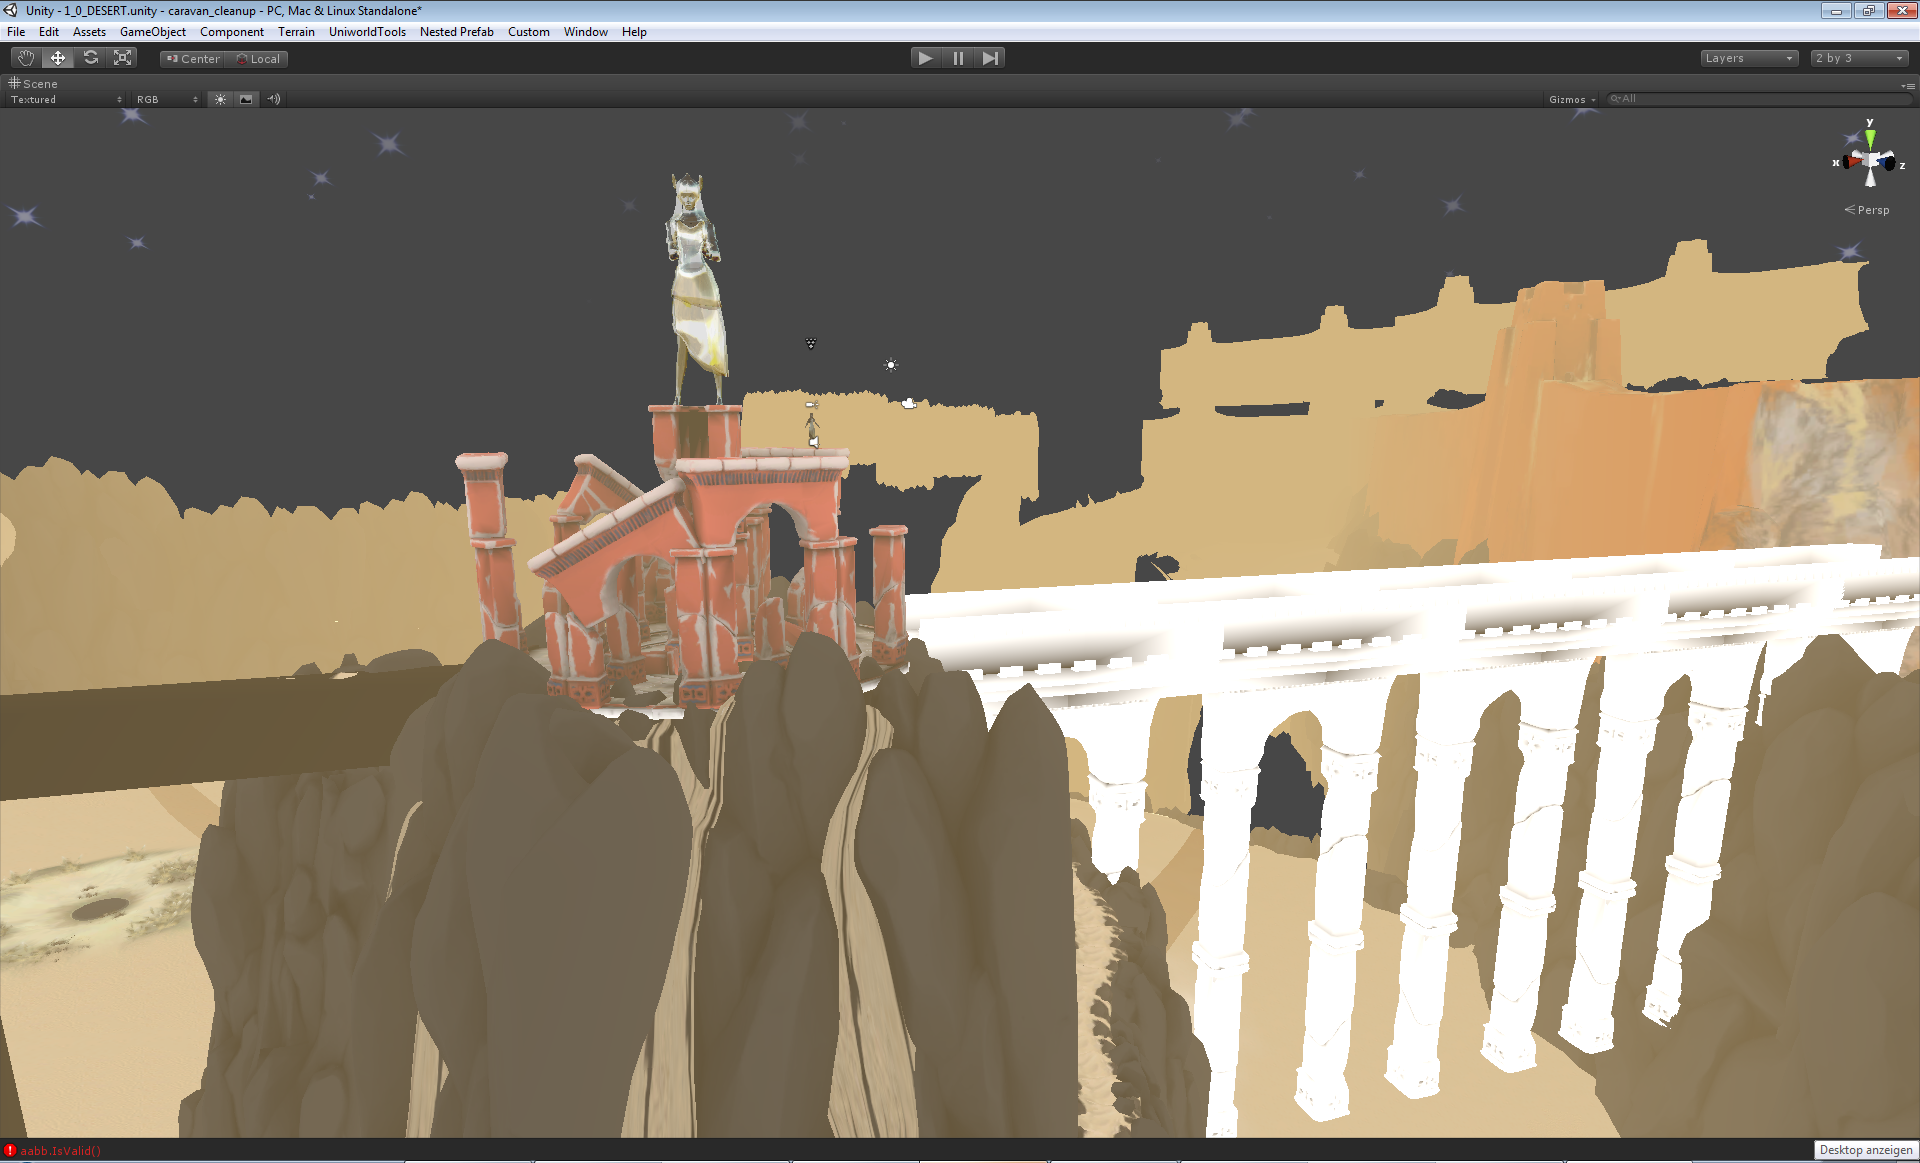 Unity - 1_0_DESERT.unity - caravan_cleanup - PC, Mac & Linux Standalone*
File Edit Assets GameObject Component Terrain UniworldTools Nested Prefab Custom Window Help
Center Local Layers 2 by 3
Scene
Textured RGB Gizmos All
y
x z
Persp
aabb.IsValid()
Desktop anzeigen